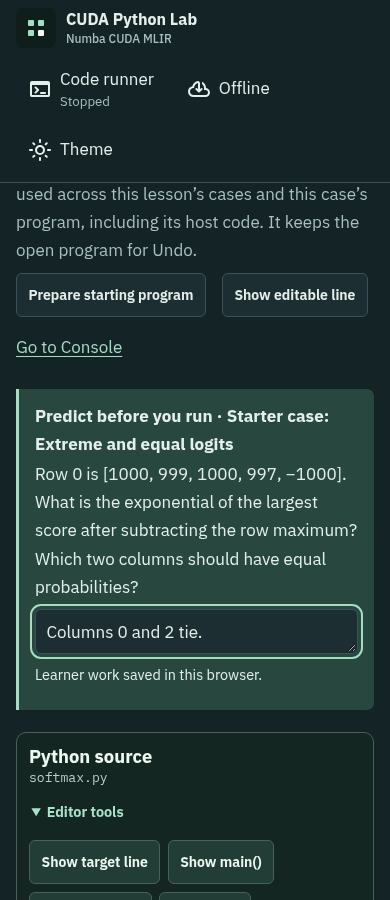 CUDA Python Lab
Numba CUDA MLIR
Code runner
Stopped
Offline
Theme
used across this lesson’s cases and this case’s
program, including its host code. It keeps the
open program for Undo.
Prepare starting program
Show editable line
Go to Console
Predict before you run · Starter case:
Extreme and equal logits
Row 0 is [1000, 999, 1000, 997, −1000].
What is the exponential of the largest
score after subtracting the row maximum?
Which two columns should have equal
probabilities?
Columns 0 and 2 tie.
Learner work saved in this browser.
Python source
softmax.py
▼ Editor tools
Show target line
Show main()